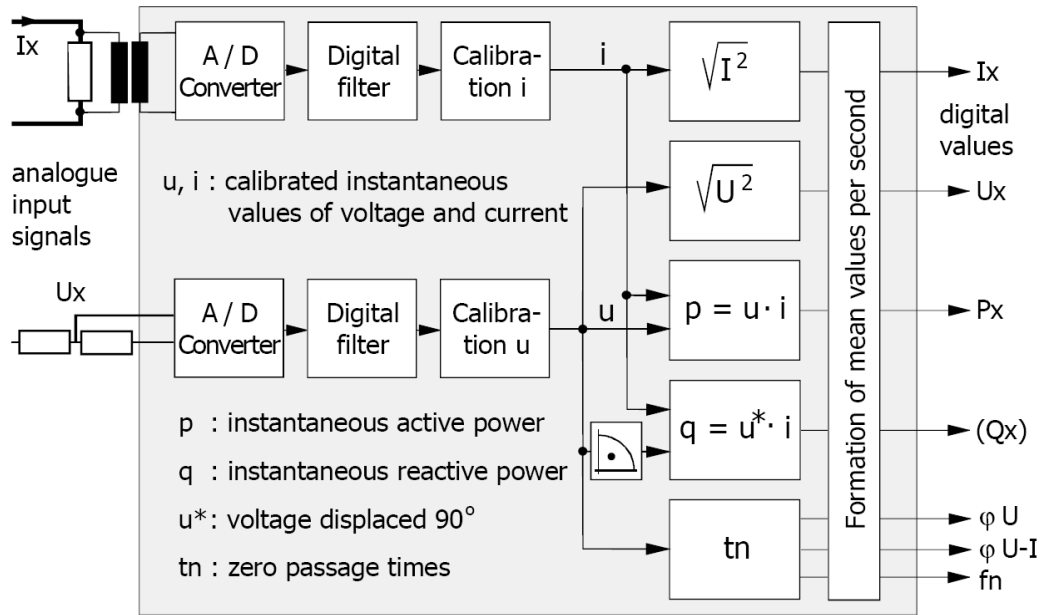 Ix
A / D
Converter
Digital
filter
Calibra-
tion i
i
√I²
Ix
digital
values
analogue
input
signals
u, i : calibrated instantaneous
values of voltage and current
√U²
Ux
Formation of mean values per second
Ux
A / D
Converter
Digital
filter
Calibra-
tion u
u
p = u · i
Px
p : instantaneous active power
q : instantaneous reactive power
u* : voltage displaced 90°
tn : zero passage times
q = u* · i
(Qx)
tn
φ U
φ U-I
fn